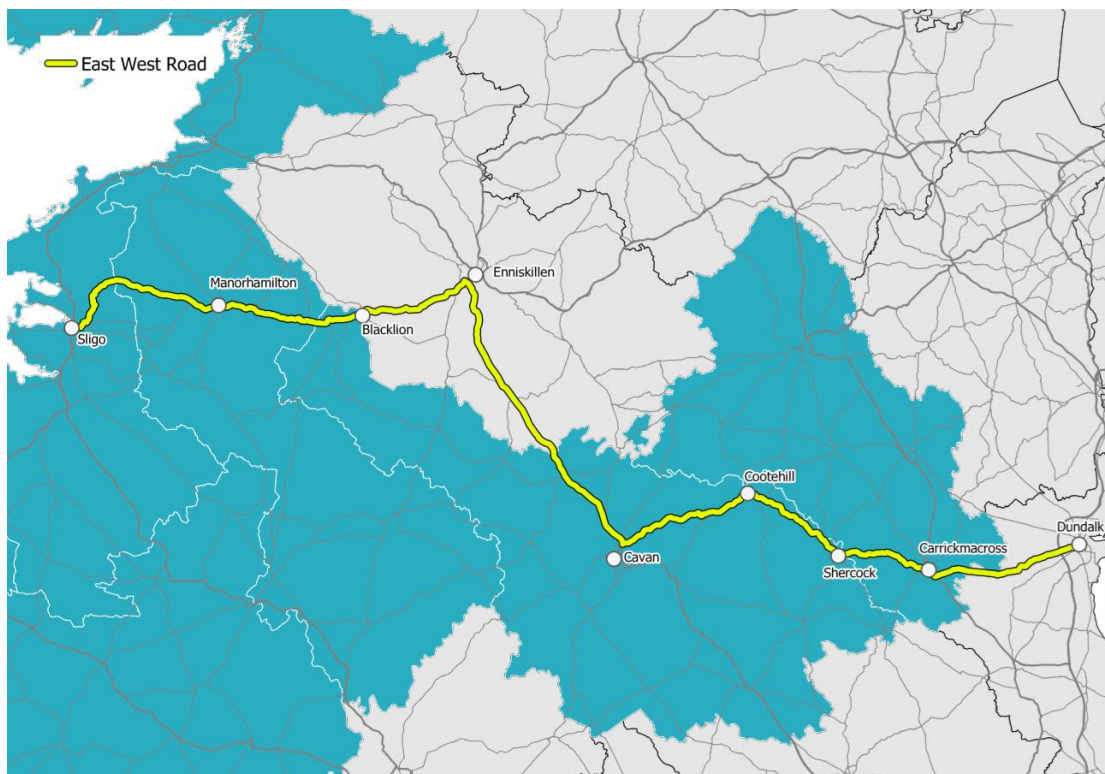 East West Road
Enniskillen
Manorhamilton
Blacklion
Sligo
Cootehill
Dundalk
Cavan
Carrickmacross
Shercock